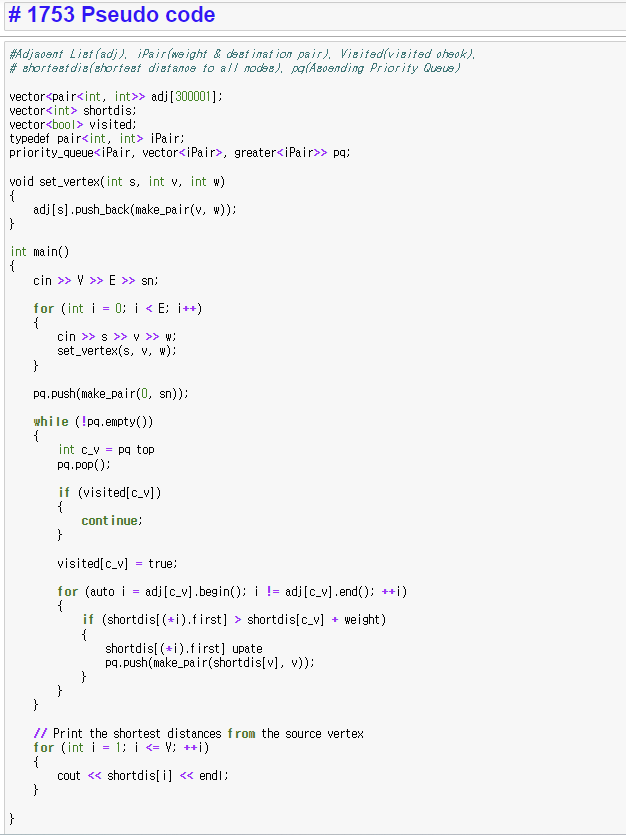 # 1753 Pseudo code
#Adjacent List(adj), iPair(weight & destination pair), Visited(visited check),
# shortestdis(shortest distance to all nodes), pq(Ascending Priority Queue)
vector<pair<int, int>> adj[300001];
vector<int> shortdis;
vector<bool> visited;
typedef pair<int, int> iPair;
priority_queue<iPair, vector<iPair>, greater<iPair>> pq;
void set_vertex(int s, int v, int w)
{
    adj[s].push_back(make_pair(v, w));
}
int main()
{
    cin >> V >> E >> sn;
    for (int i = 0; i < E; i++)
    {
        cin >> s >> v >> w;
        set_vertex(s, v, w);
    }
    pq.push(make_pair(0, sn));
    while (!pq.empty())
    {
        int c_v = pq top
        pq.pop();
        if (visited[c_v])
        {
            continue;
        }
        visited[c_v] = true;
        for (auto i = adj[c_v].begin(); i != adj[c_v].end(); ++i)
        {
            if (shortdis[(*i).first] > shortdis[c_v] + weight)
            {
                shortdis[(*i).first] upate
                pq.push(make_pair(shortdis[v], v));
            }
        }
    }
    // Print the shortest distances from the source vertex
    for (int i = 1; i <= V; ++i)
    {
        cout << shortdis[i] << endl;
    }
}